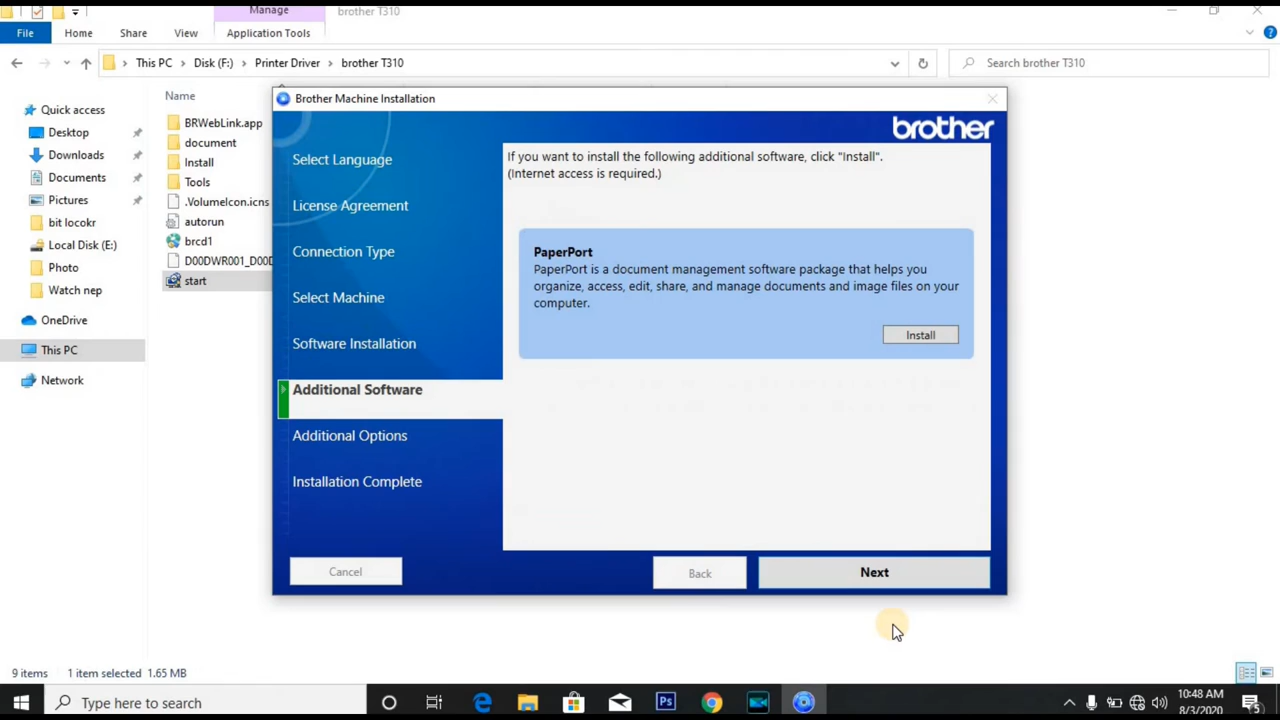 Manage
brother T310
File
Home
Share
View
Application Tools
This PC
Disk (F:)
Printer Driver
brother T310
Search brother T310
Quick access
Desktop
Downloads
Documents
Pictures
bit locokr
Local Disk (E:)
Photo
Watch nep
OneDrive
This PC
Network
Name
BRWebLink.app
document
Install
Tools
.VolumeIcon.icns
autorun
brcd1
D00DWR001_D00D
start
Brother Machine Installation
brother
Select Language
License Agreement
Connection Type
Select Machine
Software Installation
Additional Software
Additional Options
Installation Complete
If you want to install the following additional software, click "Install".
(Internet access is required.)
PaperPort
PaperPort is a document management software package that helps you
organize, access, edit, share, and manage documents and image files on your
computer.
Install
Cancel
Back
Next
9 items
1 item selected 1.65 MB
Type here to search
Ps
10:48 AM
8/3/2020
5